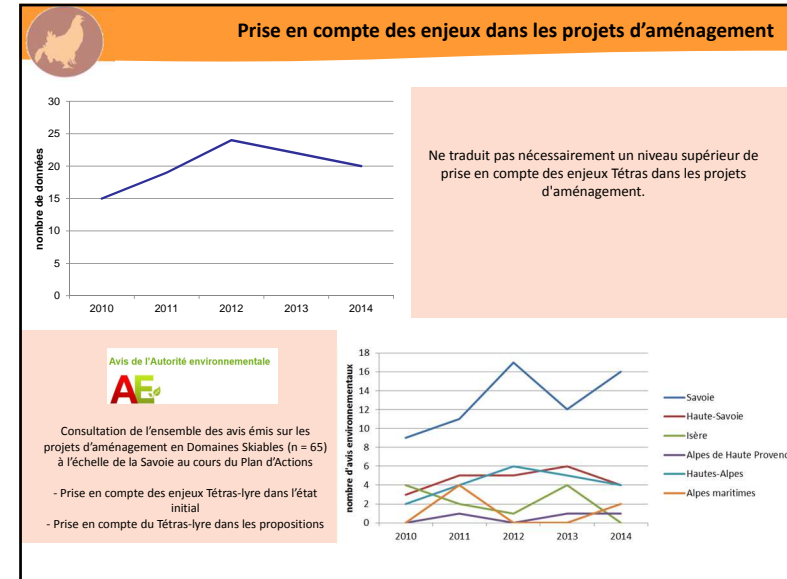 Prise en compte des enjeux dans les projets d'aménagement
30
25
20
15
10
5
0
nombre de données
2010 2011 2012 2013 2014
Ne traduit pas nécessairement un niveau supérieur de
prise en compte des enjeux Tétras dans les projets
d'aménagement.
Avis de l'Autorité environnementale
AE
Consultation de l'ensemble des avis émis sur les
projets d'aménagement en Domaines Skiables (n = 65)
à l'échelle de la Savoie au cours du Plan d'Actions
- Prise en compte des enjeux Tétras-lyre dans l'état
initial
- Prise en compte du Tétras-lyre dans les propositions
18
16
14
12
10
8
6
4
2
0
nombre d'avis environnementaux
2010 2011 2012 2013 2014
Savoie
Haute-Savoie
Isère
Alpes de Haute Provenc
Hautes-Alpes
Alpes maritimes